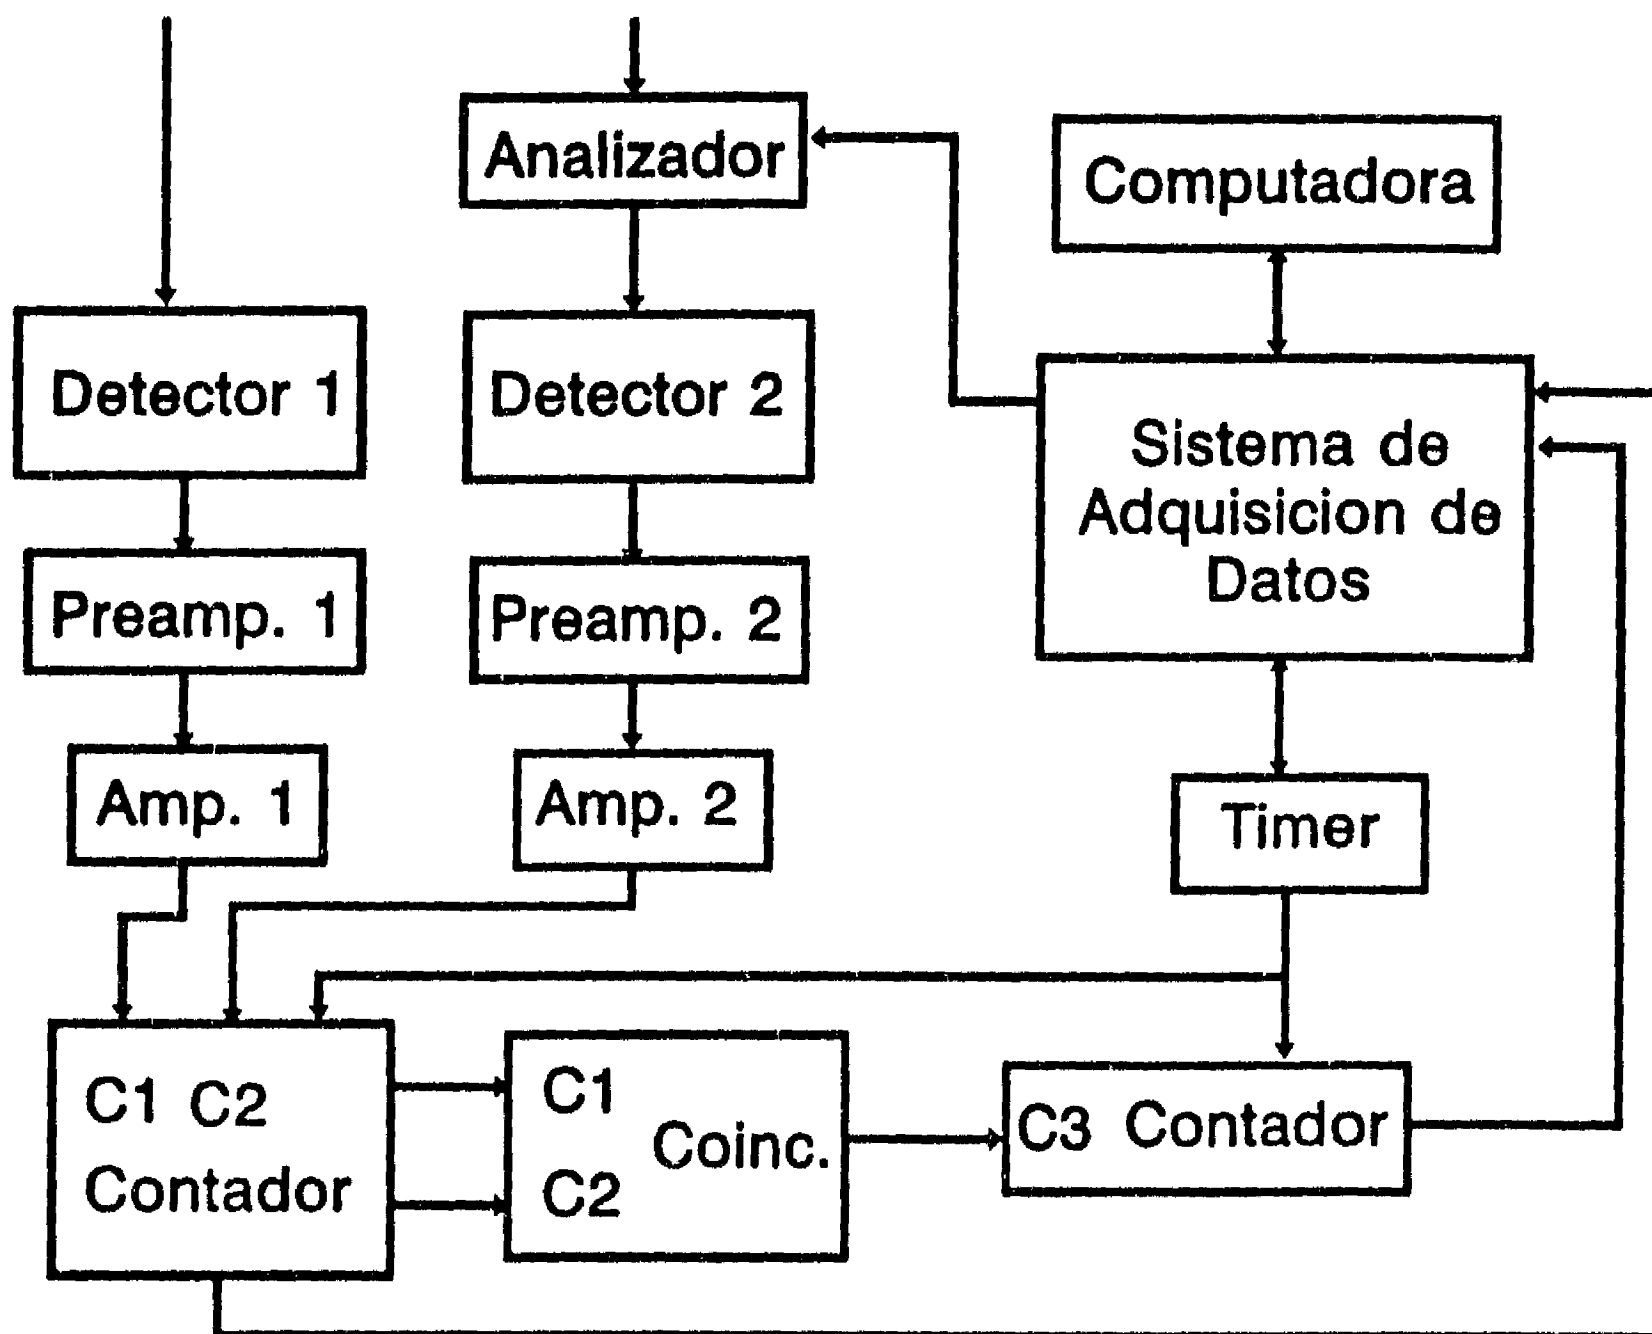 Analizador
Computadora
Detector 1
Detector 2
Sistema de
Adquisicion de
Datos
Preamp. 1
Preamp. 2
Amp. 1
Amp. 2
Timer
C1 C2
Contador
C1
Coinc.
C2
C3 Contador